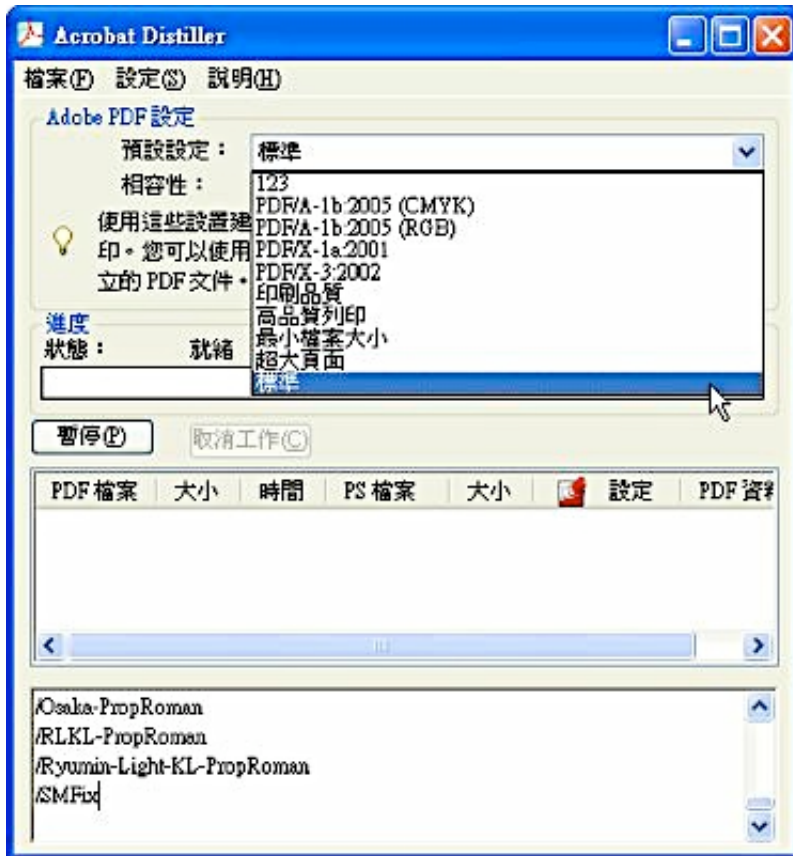 Acrobat Distiller
檔案(F) 設定(S) 說明(H)
Adobe PDF 設定
預設設定： 標準
相容性：
123
PDF/A-1b:2005 (CMYK)
PDF/A-1b:2005 (RGB)
PDF/X-1a:2001
PDF/X-3:2002
印刷品質
高品質列印
最小檔案大小
超大頁面
標準
使用這些設置建
印。您可以使用
立的 PDF 文件。
進度
狀態： 就緒
暫停(P) 取消工作(C)
PDF 檔案 大小 時間 PS 檔案 大小 設定 PDF 資料
/Osaka-PropRoman
/RLKL-PropRoman
/Ryumin-Light-KL-PropRoman
/SMFix